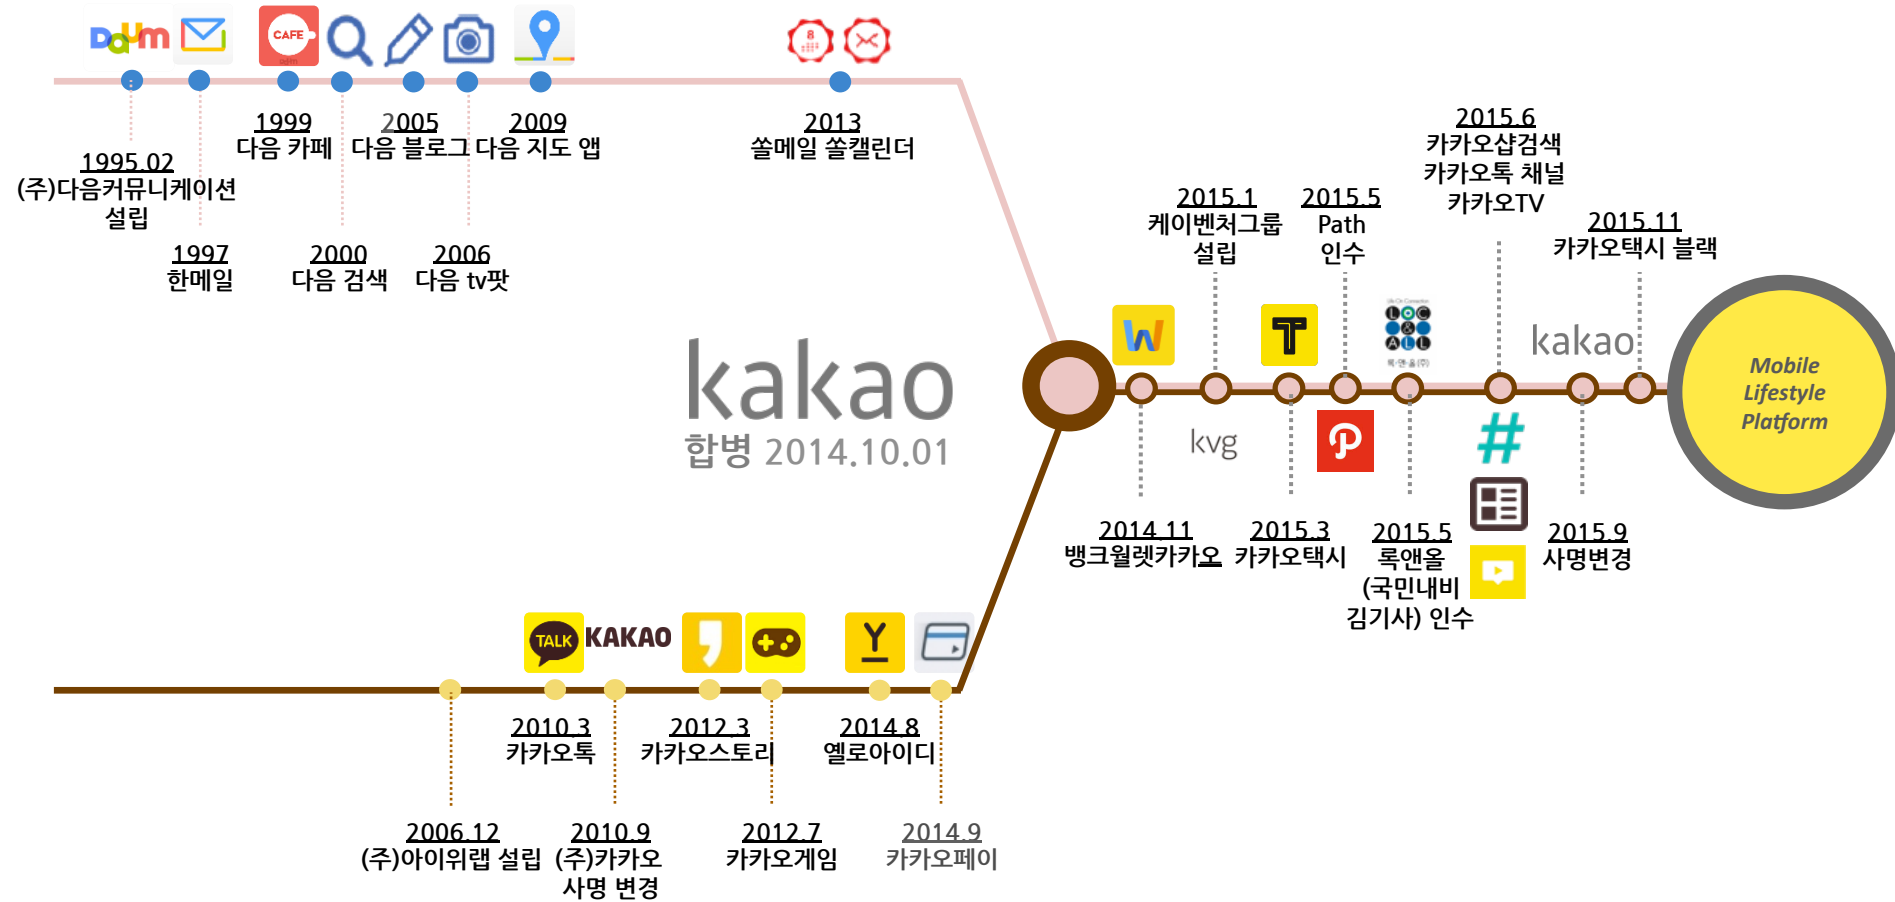 Daum
CAFE
8
1995.02
(주)다음커뮤니케이션
설립
1997
한메일
1999
다음 카페
2000
다음 검색
2005
다음 블로그
2006
다음 tv팟
2009
다음 지도 앱
2013
쏠메일 쏠캘린더
kakao
합병 2014.10.01
TALK
KAKAO
Y
2006.12
(주)아이위랩 설립
2010.3
카카오톡
2010.9
(주)카카오
사명 변경
2012.3
카카오스토리
2012.7
카카오게임
2014.8
옐로아이디
2014.9
카카오페이
W
2014.11
뱅크월렛카카오
2015.1
케이벤처그룹
설립
kvg
T
2015.3
카카오택시
2015.5
Path
인수
P
Life On Connection
LOC
&
ALL
록·앤·올(주)
2015.5
록앤올
(국민내비
김기사) 인수
2015.6
카카오샵검색
카카오톡 채널
카카오TV
#
kakao
2015.9
사명변경
2015.11
카카오택시 블랙
Mobile
Lifestyle
Platform